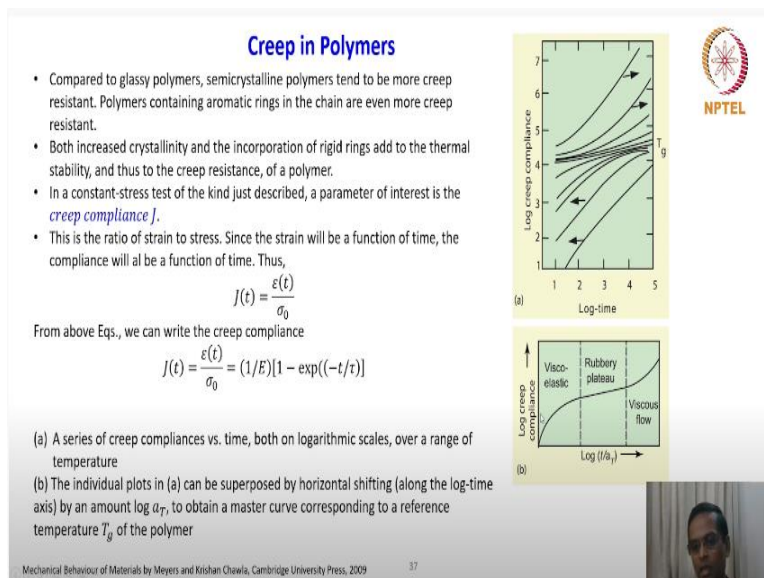 Creep in Polymers
NPTEL
• Compared to glassy polymers, semicrystalline polymers tend to be more creep
resistant. Polymers containing aromatic rings in the chain are even more creep
resistant.
• Both increased crystallinity and the incorporation of rigid rings add to the thermal
stability, and thus to the creep resistance, of a polymer.
• In a constant-stress test of the kind just described, a parameter of interest is the
creep compliance J.
• This is the ratio of strain to stress. Since the strain will be a function of time, the
compliance will al be a function of time. Thus,
J(t) = ε(t)/σ₀
From above Eqs., we can write the creep compliance
J(t) = ε(t)/σ₀ = (1/E)[1 − exp((−t/τ)]
(a) A series of creep compliances vs. time, both on logarithmic scales, over a range of
temperature
(b) The individual plots in (a) can be superposed by horizontal shifting (along the log-time
axis) by an amount log a_T, to obtain a master curve corresponding to a reference
temperature T_g of the polymer
Mechanical Behaviour of Materials by Meyers and Krishan Chawla, Cambridge University Press, 2009
37
Log creep compliance
7
6
5
4
3
2
1
T_g
1 2 3 4 5
(a)
Log-time
Log creep
compliance
Visco-
elastic
Rubbery
plateau
Viscous
flow
(b)
Log (t/a_T)